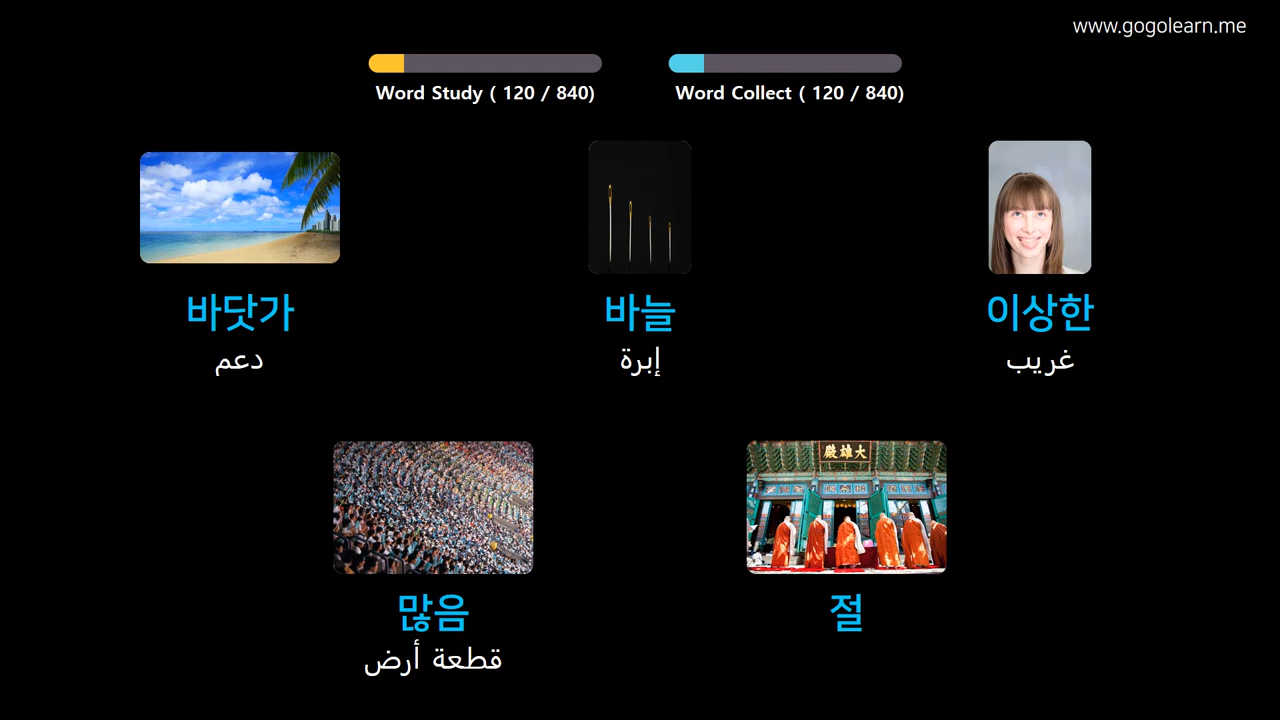 www.gogolearn.me
Word Study ( 120 / 840)
Word Collect ( 120 / 840)
바닷가
바늘
이상한
دعم
إبرة
غريب
大雄殿
많음
절
قطعة أرض